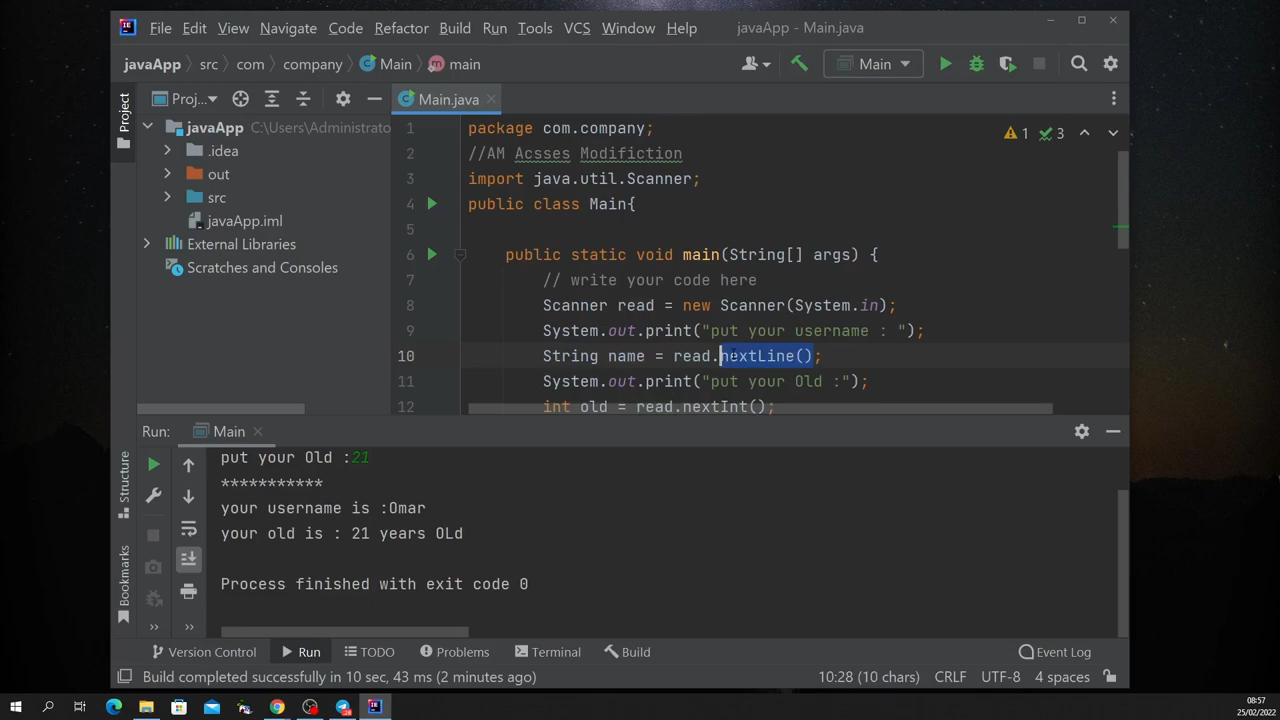 File Edit View Navigate Code Refactor Build Run Tools VCS Window Help javaApp - Main.java
javaApp src com company Main main Main
Project
Proj...
Main.java
javaApp C:\Users\Administrato
.idea
out
src
javaApp.iml
External Libraries
Scratches and Consoles
1 package com.company;
2 //AM Acsses Modifiction
3 import java.util.Scanner;
4 public class Main{
5
6 public static void main(String[] args) {
7 // write your code here
8 Scanner read = new Scanner(System.in);
9 System.out.print("put your username : ");
10 String name = read.nextLine();
11 System.out.print("put your Old :");
12 int old = read.nextInt();
1 3
Run: Main
put your Old :21
***********
your username is :Omar
your old is : 21 years OLd
Process finished with exit code 0
Structure
Bookmarks
Version Control Run TODO Problems Terminal Build Event Log
Build completed successfully in 10 sec, 43 ms (2 minutes ago) 10:28 (10 chars) CRLF UTF-8 4 spaces
08:57
25/02/2022